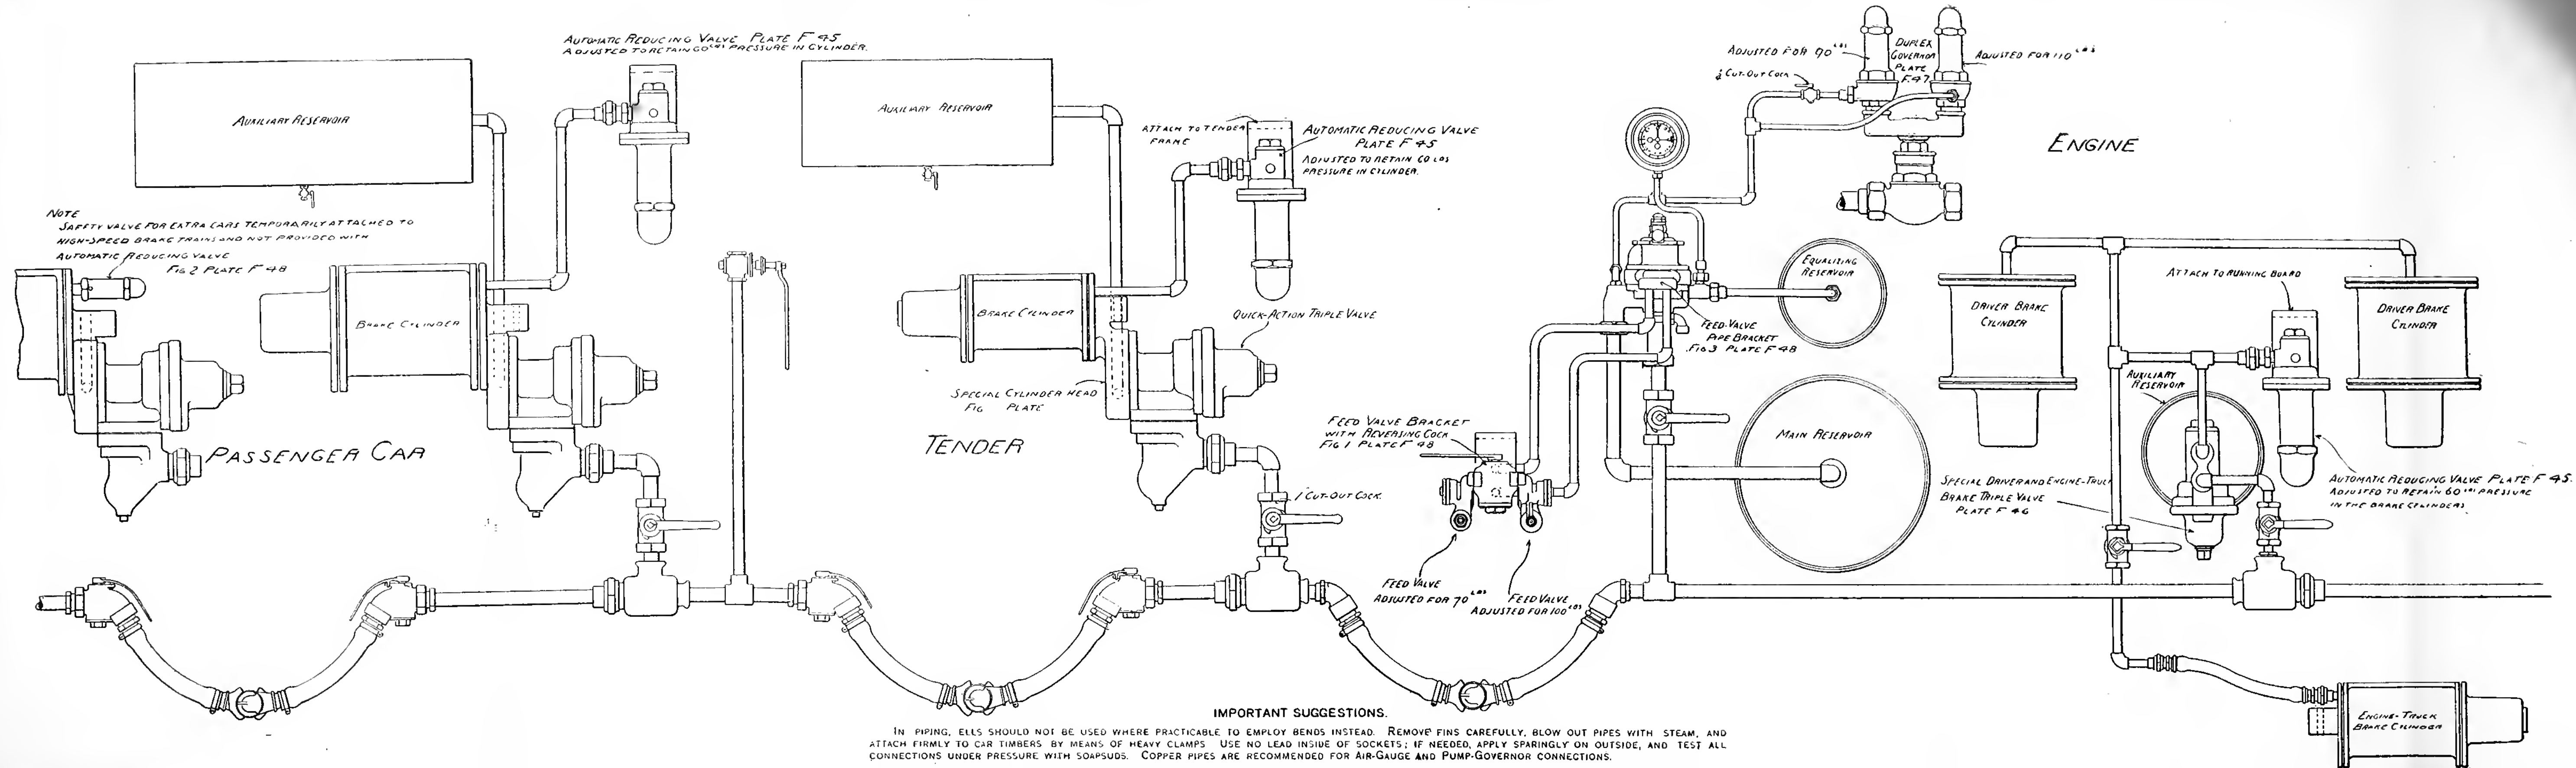 AUTOMATIC REDUCING VALVE PLATE F 45
ADJUSTED TO RETAIN 60 LBS PRESSURE IN CYLINDER.
AUXILIARY RESERVOIR
NOTE
SAFETY VALVE FOR EXTRA CARS TEMPORARILY ATTACHED TO
HIGH-SPEED BRAKE TRAINS AND NOT PROVIDED WITH
AUTOMATIC REDUCING VALVE
FIG 2 PLATE F 48
BRAKE CYLINDER
PASSENGER CAR
AUXILIARY RESERVOIR
ATTACH TO TENDER
FRAME
AUTOMATIC REDUCING VALVE
PLATE F 45
ADJUSTED TO RETAIN 60 LBS
PRESSURE IN CYLINDER.
BRAKE CYLINDER
QUICK-ACTION TRIPLE VALVE
SPECIAL CYLINDER HEAD
FIG PLATE
TENDER
1" CUT-OUT COCK
ADJUSTED FOR 90 LBS
DUPLEX
GOVERNOR
PLATE
F.47
ADJUSTED FOR 110 LBS
CUT-OUT COCK
ENGINE
EQUALIZING
RESERVOIR
FEED-VALVE
PIPE BRACKET
FIG 3 PLATE F 48
FEED VALVE BRACKET
WITH REVERSING COCK
FIG 1 PLATE F 48
MAIN RESERVOIR
FEED VALVE
ADJUSTED FOR 70 LBS
FEED VALVE
ADJUSTED FOR 100 LBS
DRIVER BRAKE
CYLINDER
ATTACH TO RUNNING BOARD
DRIVER BRAKE
CYLINDER
AUXILIARY
RESERVOIR
SPECIAL DRIVER AND ENGINE-TRUCK
BRAKE TRIPLE VALVE
PLATE F 46
AUTOMATIC REDUCING VALVE PLATE F 45.
ADJUSTED TO RETAIN 60 LBS PRESSURE
IN THE BRAKE CYLINDERS
ENGINE-TRUCK
BRAKE CYLINDER
IMPORTANT SUGGESTIONS.
IN PIPING, ELLS SHOULD NOT BE USED WHERE PRACTICABLE TO EMPLOY BENDS INSTEAD. REMOVE FINS CAREFULLY, BLOW OUT PIPES WITH STEAM, AND
ATTACH FIRMLY TO CAR TIMBERS BY MEANS OF HEAVY CLAMPS USE NO LEAD INSIDE OF SOCKETS; IF NEEDED, APPLY SPARINGLY ON OUTSIDE, AND TEST ALL
CONNECTIONS UNDER PRESSURE WITH SOAPSUDS. COPPER PIPES ARE RECOMMENDED FOR AIR-GAUGE AND PUMP-GOVERNOR CONNECTIONS.